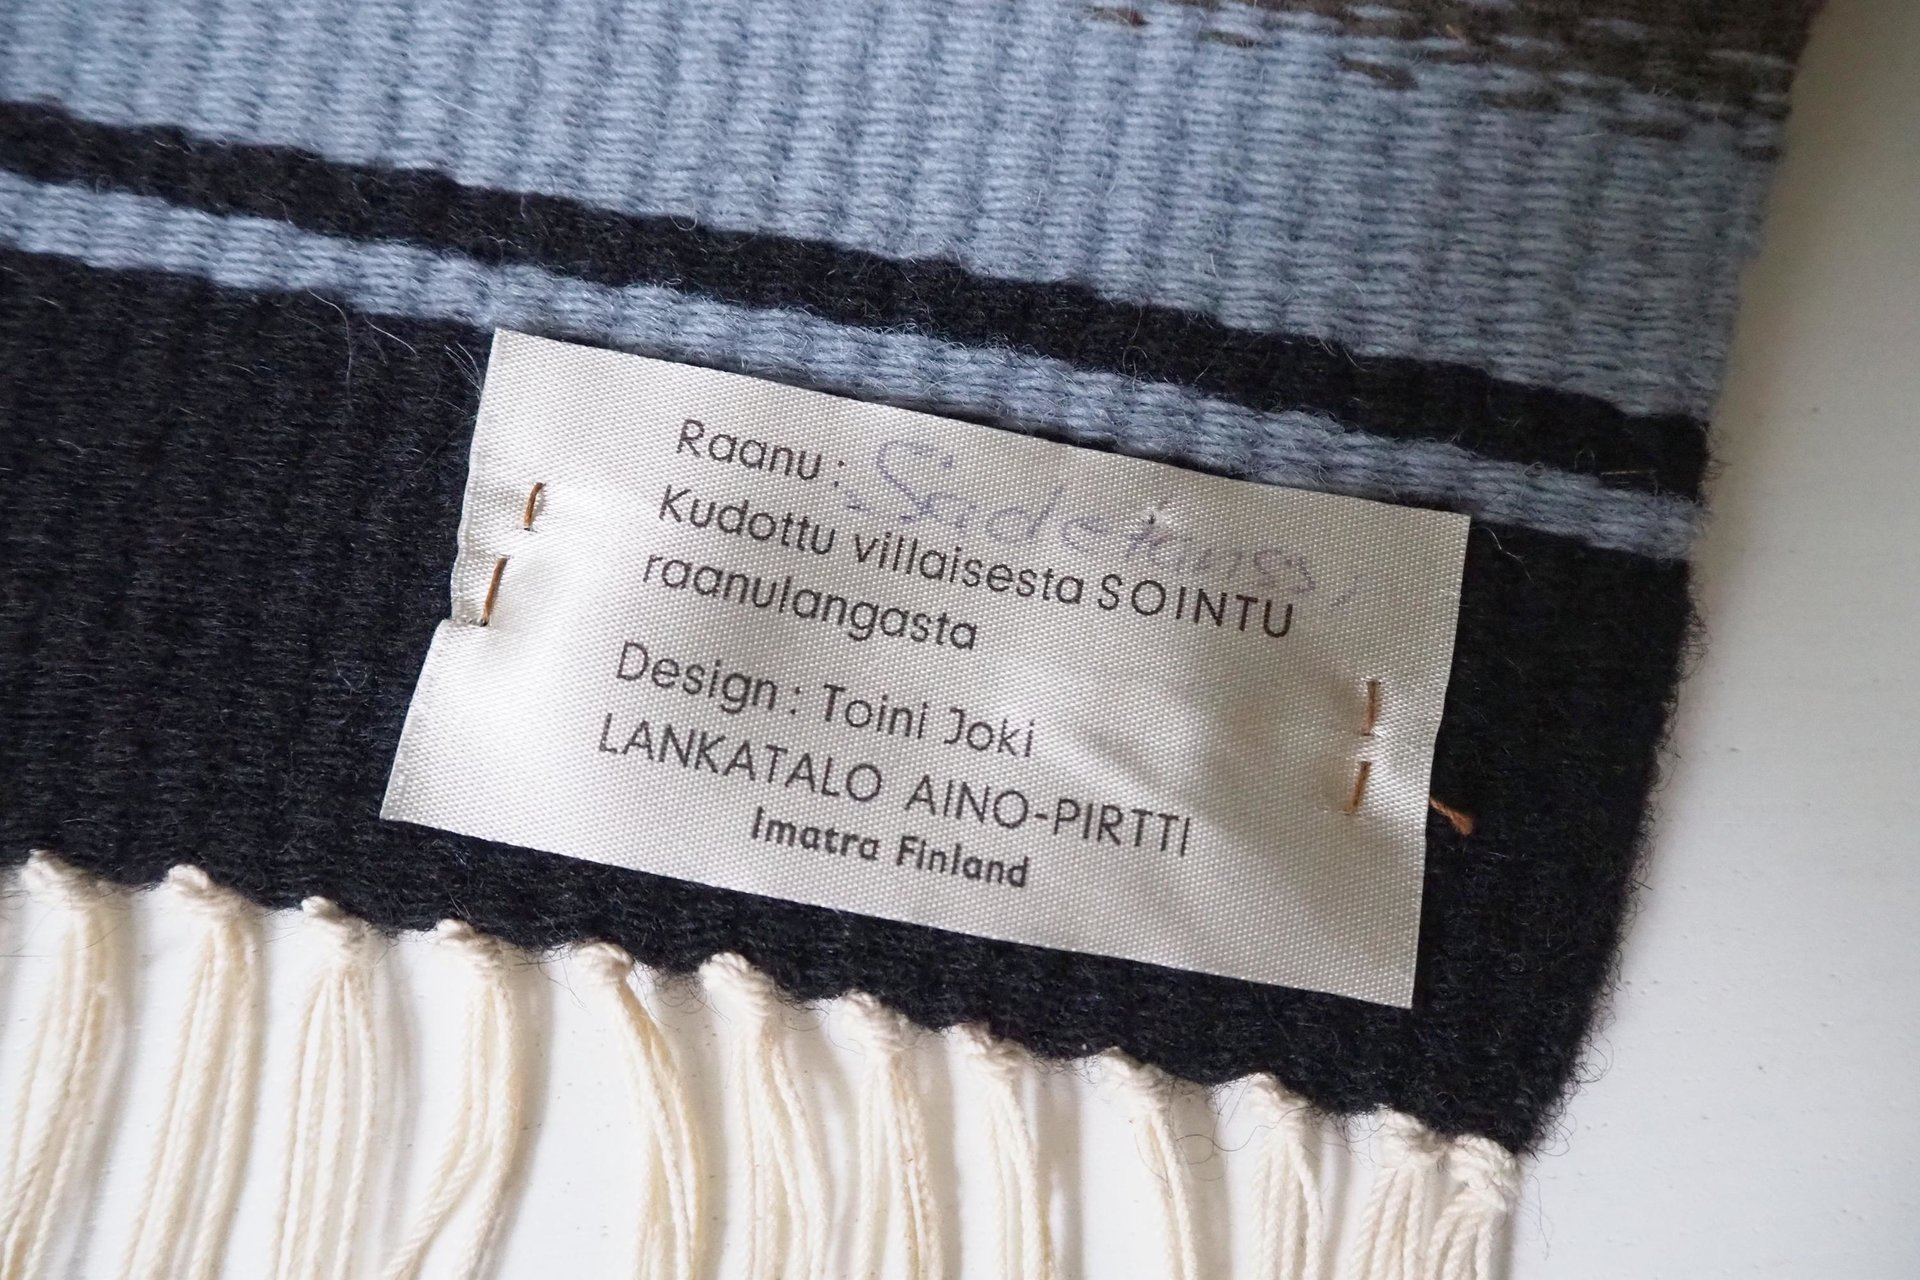 Raanu:
Kudottu villaisesta SOINTU
raanulangasta
Design: Toini Joki
LANKATALO AINO-PIRTTI
Imatra Finland